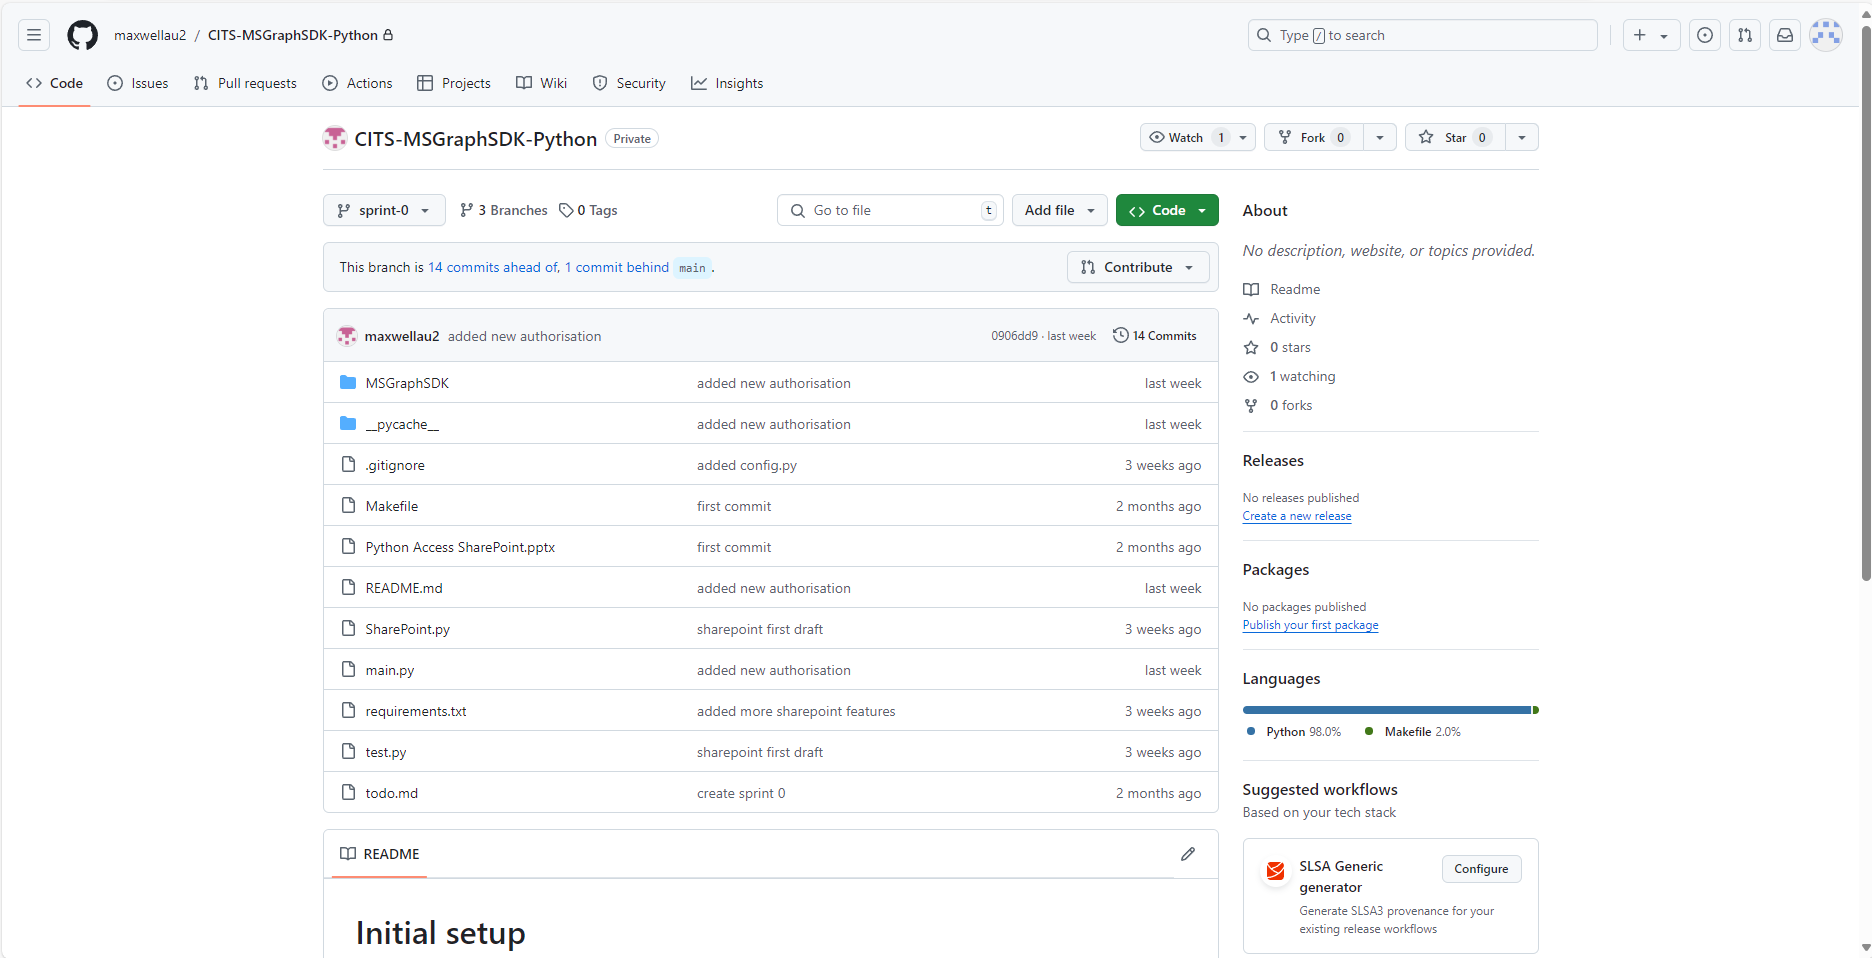 maxwellau2 / CITS-MSGraphSDK-Python
Type / to search
Code Issues Pull requests Actions Projects Wiki Security Insights
CITS-MSGraphSDK-Python Private
Watch 1 Fork 0 Star 0
sprint-0 3 Branches 0 Tags Go to file t Add file Code
This branch is 14 commits ahead of, 1 commit behind main .
Contribute
maxwellau2 added new authorisation 0906dd9 · last week 14 Commits
MSGraphSDK added new authorisation last week
__pycache__ added new authorisation last week
.gitignore added config.py 3 weeks ago
Makefile first commit 2 months ago
Python Access SharePoint.pptx first commit 2 months ago
README.md added new authorisation last week
SharePoint.py sharepoint first draft 3 weeks ago
main.py added new authorisation last week
requirements.txt added more sharepoint features 3 weeks ago
test.py sharepoint first draft 3 weeks ago
todo.md create sprint 0 2 months ago
README
Initial setup
About
No description, website, or topics provided.
Readme
Activity
0 stars
1 watching
0 forks
Releases
No releases published
Create a new release
Packages
No packages published
Publish your first package
Languages
Python 98.0% Makefile 2.0%
Suggested workflows
Based on your tech stack
SLSA Generic
generator
Configure
Generate SLSA3 provenance for your
existing release workflows